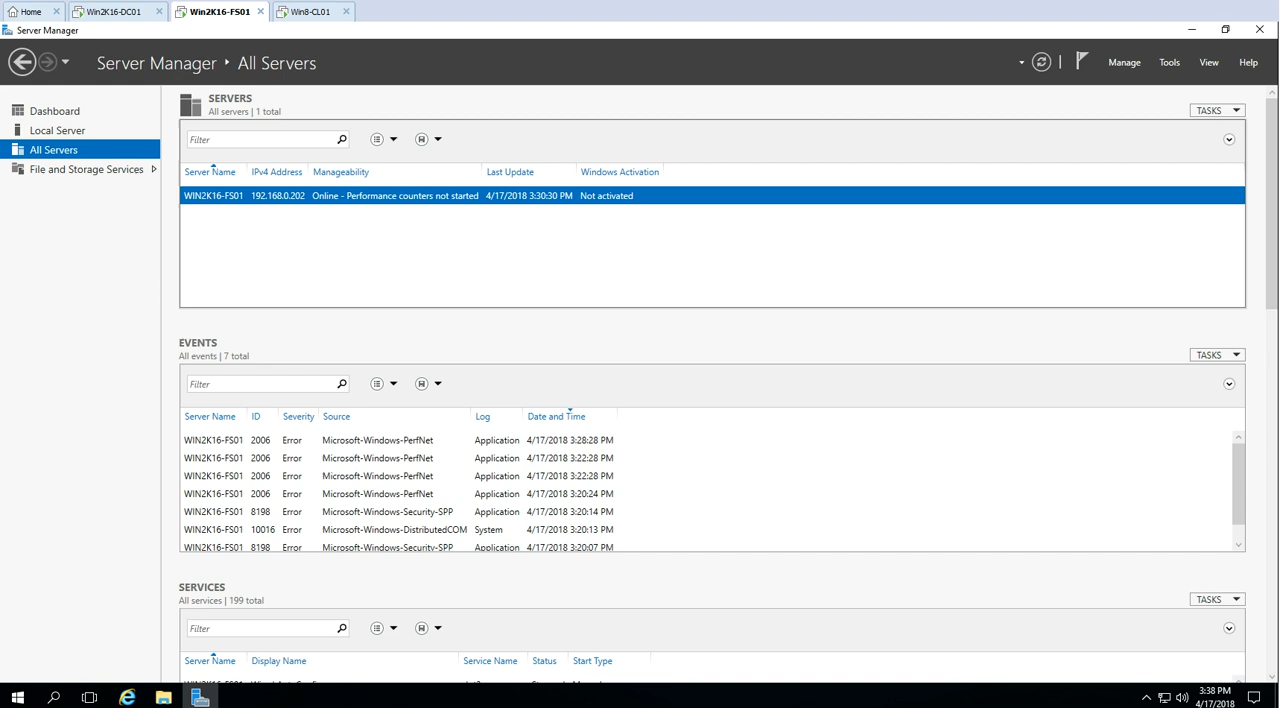 Home Win2K16-DC01 Win2K16-FS01 Win8-CL01
Server Manager
Server Manager All Servers Manage Tools View Help
Dashboard
Local Server
All Servers
File and Storage Services
SERVERS
All servers | 1 total
TASKS
Filter
Server Name IPv4 Address Manageability Last Update Windows Activation
WIN2K16-FS01 192.168.0.202 Online - Performance counters not started 4/17/2018 3:30:30 PM Not activated
EVENTS
All events | 7 total
TASKS
Filter
Server Name ID Severity Source Log Date and Time
WIN2K16-FS01 2006 Error Microsoft-Windows-PerfNet Application 4/17/2018 3:28:28 PM
WIN2K16-FS01 2006 Error Microsoft-Windows-PerfNet Application 4/17/2018 3:22:28 PM
WIN2K16-FS01 2006 Error Microsoft-Windows-PerfNet Application 4/17/2018 3:22:28 PM
WIN2K16-FS01 2006 Error Microsoft-Windows-PerfNet Application 4/17/2018 3:20:24 PM
WIN2K16-FS01 8198 Error Microsoft-Windows-Security-SPP Application 4/17/2018 3:20:14 PM
WIN2K16-FS01 10016 Error Microsoft-Windows-DistributedCOM System 4/17/2018 3:20:13 PM
WIN2K16-FS01 8198 Error Microsoft-Windows-Security-SPP Application 4/17/2018 3:20:07 PM
SERVICES
All services | 199 total
TASKS
Filter
Server Name Display Name Service Name Status Start Type
3:38 PM
4/17/2018